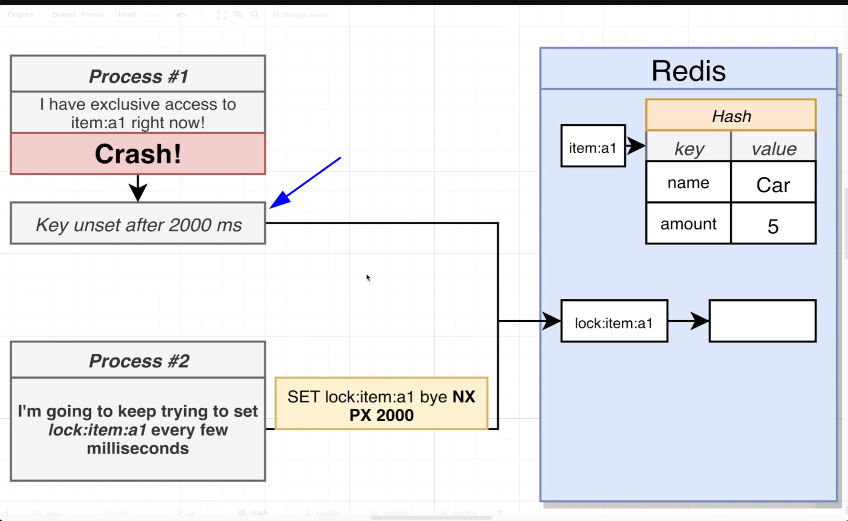 Process #1
I have exclusive access to
item:a1 right now!
Crash!
Key unset after 2000 ms
Process #2
I'm going to keep trying to set
lock:item:a1 every few
milliseconds
SET lock:item:a1 bye NX
PX 2000
Redis
item:a1
Hash
key value
name Car
amount 5
lock:item:a1